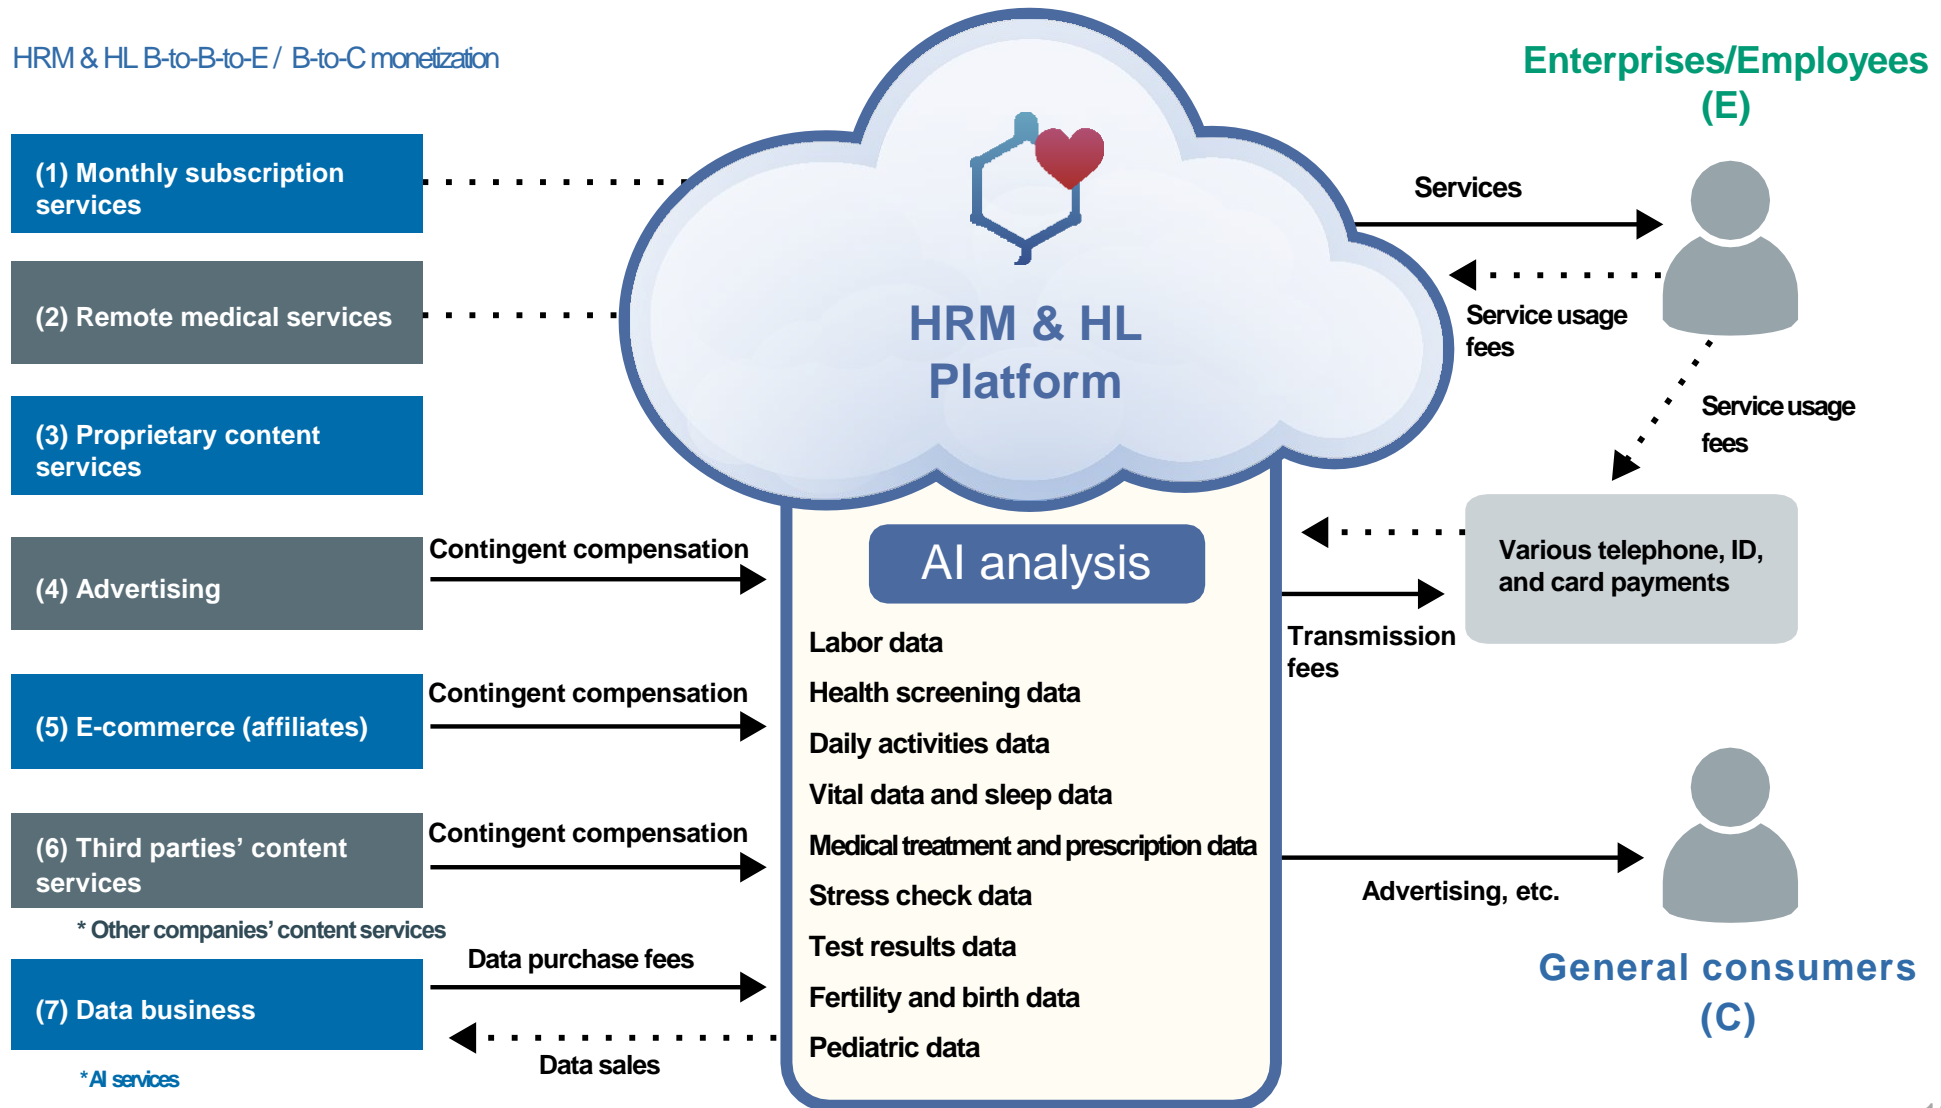 HRM & HL B-to-B-to-E / B-to-C monetization
(1) Monthly subscription
services
(2) Remote medical services
(3) Proprietary content
services
(4) Advertising
(5) E-commerce (affiliates)
(6) Third parties’ content
services
* Other companies’ content services
(7) Data business
*AI services
Contingent compensation
Contingent compensation
Contingent compensation
Data purchase fees
Data sales
HRM & HL
Platform
AI analysis
Labor data
Health screening data
Daily activities data
Vital data and sleep data
Medical treatment and prescription data
Stress check data
Test results data
Fertility and birth data
Pediatric data
Enterprises/Employees
(E)
Services
Service usage
fees
Service usage
fees
Various telephone, ID,
and card payments
Transmission
fees
Advertising, etc.
General consumers
(C)